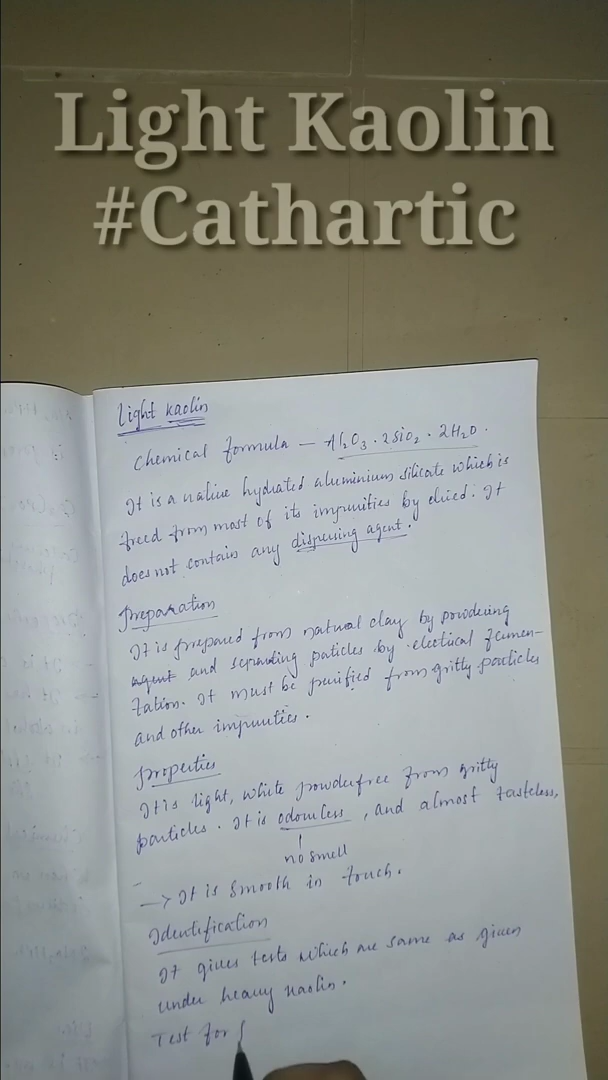 Light Kaolin
#Cathartic
Light kaolin
Chemical formula — Al2O3 . 2SiO2 . 2H2O .
It is a native hydrated aluminium silicate which is
freed from most of its impurities by . It
does not contain any dispersing agent .
Preparation
It is prepared from natural clay by powdering
agent and separating paticles by electical
. It must be purified from gritty particles
and other impurities .
Properties
It is light, white powder free from gritty
particles . It is odourless , and almost tasteless,
no smell
–
—> It is smooth in touch .
Identification
It gives tests which are same as given
under heavy kaolin .
Test for